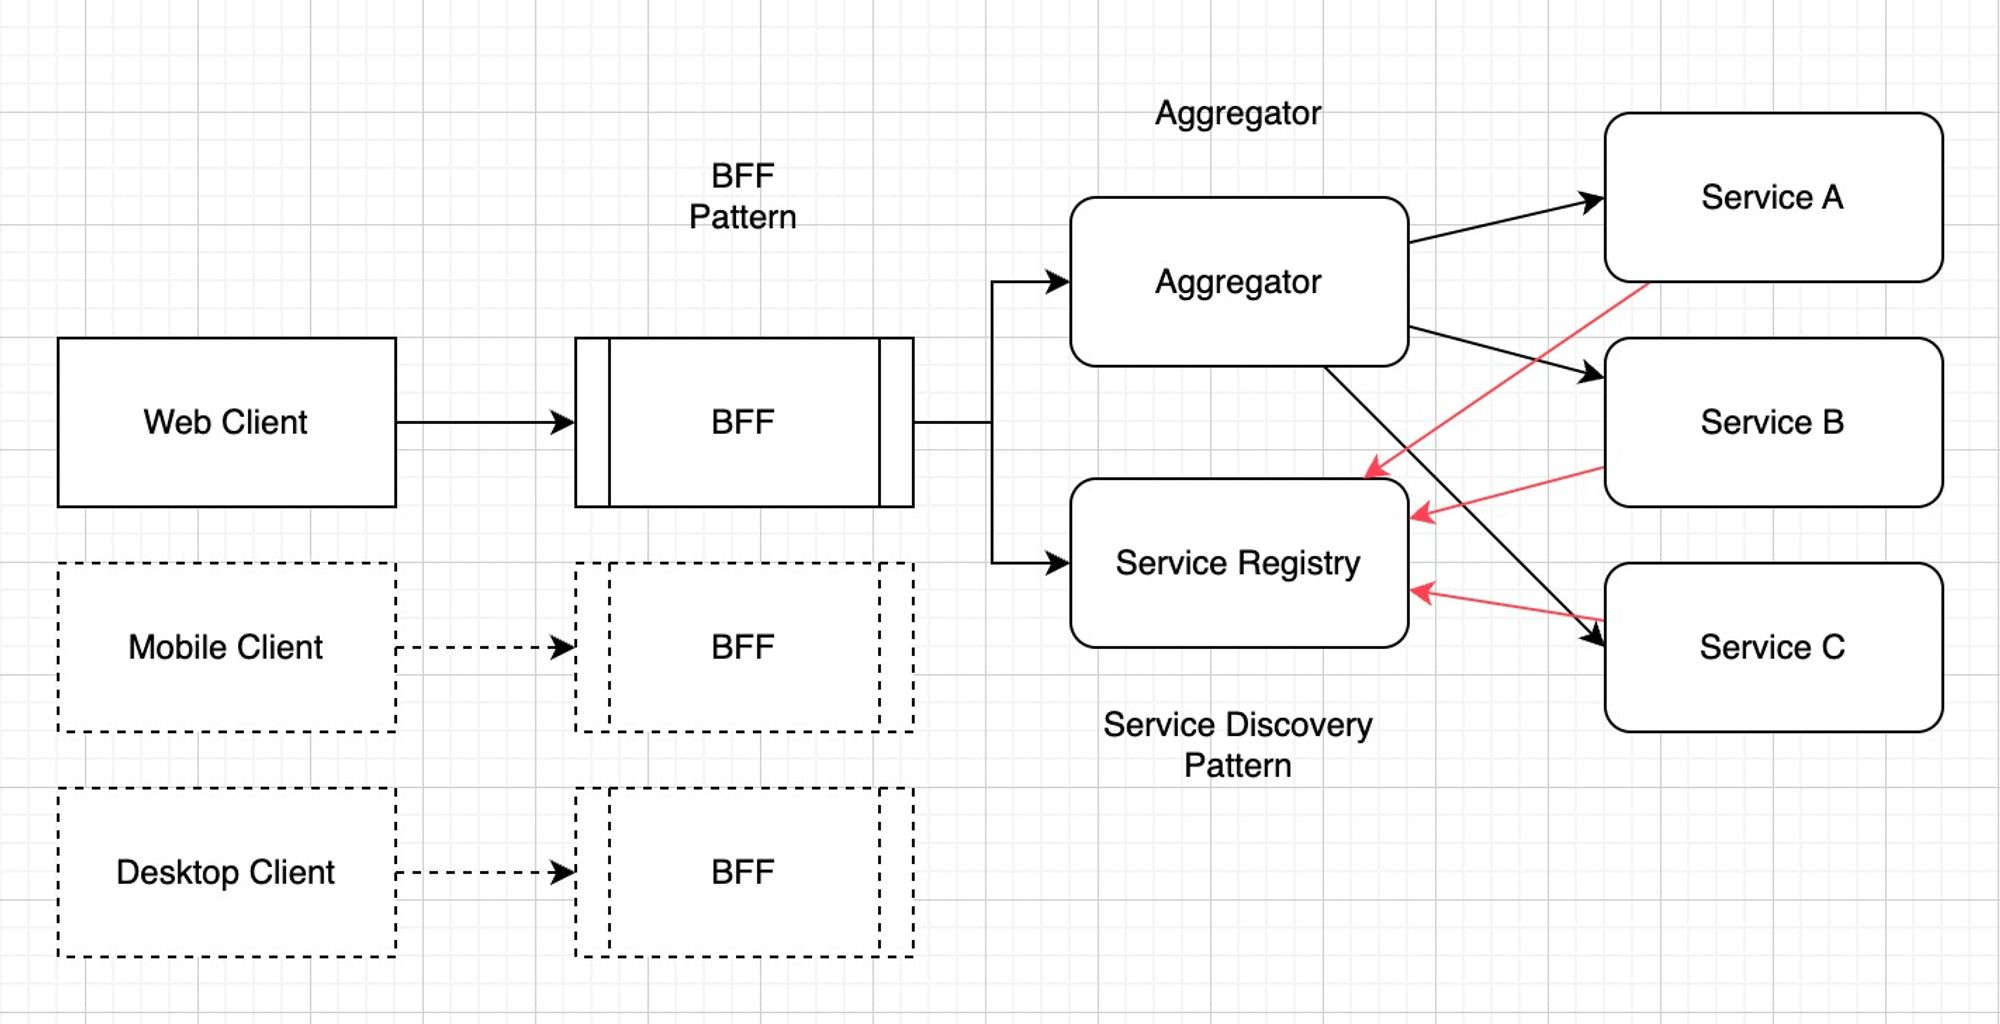 Aggregator
BFF
Pattern
Service A
Aggregator
Web Client
BFF
Service B
Service Registry
Mobile Client
BFF
Service C
Service Discovery
Pattern
Desktop Client
BFF